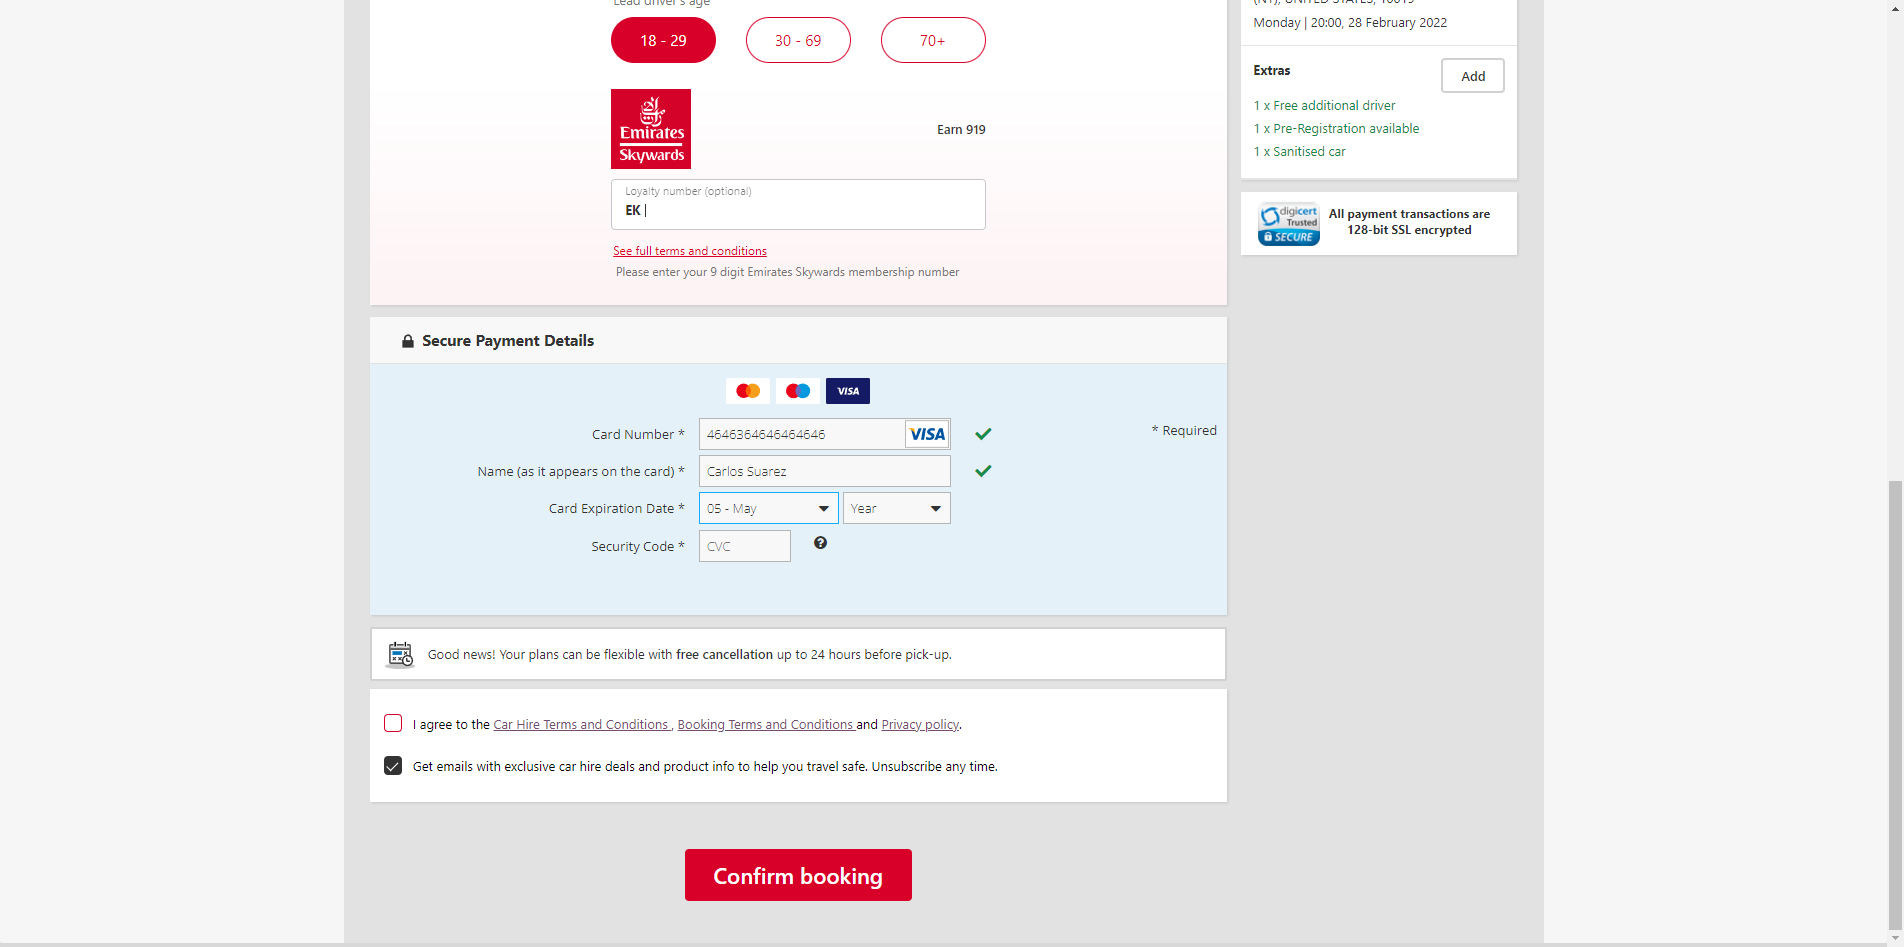 Lead driver's age
18 - 29
30 - 69
70+
Emirates
Skywards
Earn 919
Loyalty number (optional)
EK
See full terms and conditions
Please enter your 9 digit Emirates Skywards membership number
Secure Payment Details
VISA
Card Number *
4646364646464646
VISA
* Required
Name (as it appears on the card) *
Carlos Suarez
Card Expiration Date *
05 - May
Year
Security Code *
CVC
?
Good news! Your plans can be flexible with free cancellation up to 24 hours before pick-up.
I agree to the Car Hire Terms and Conditions , Booking Terms and Conditions and Privacy policy.
Get emails with exclusive car hire deals and product info to help you travel safe. Unsubscribe any time.
Confirm booking
(NY), UNITED STATES, 10019
Monday | 20:00, 28 February 2022
Extras
Add
1 x Free additional driver
1 x Pre-Registration available
1 x Sanitised car
digicert
Trusted
SECURE
All payment transactions are
128-bit SSL encrypted